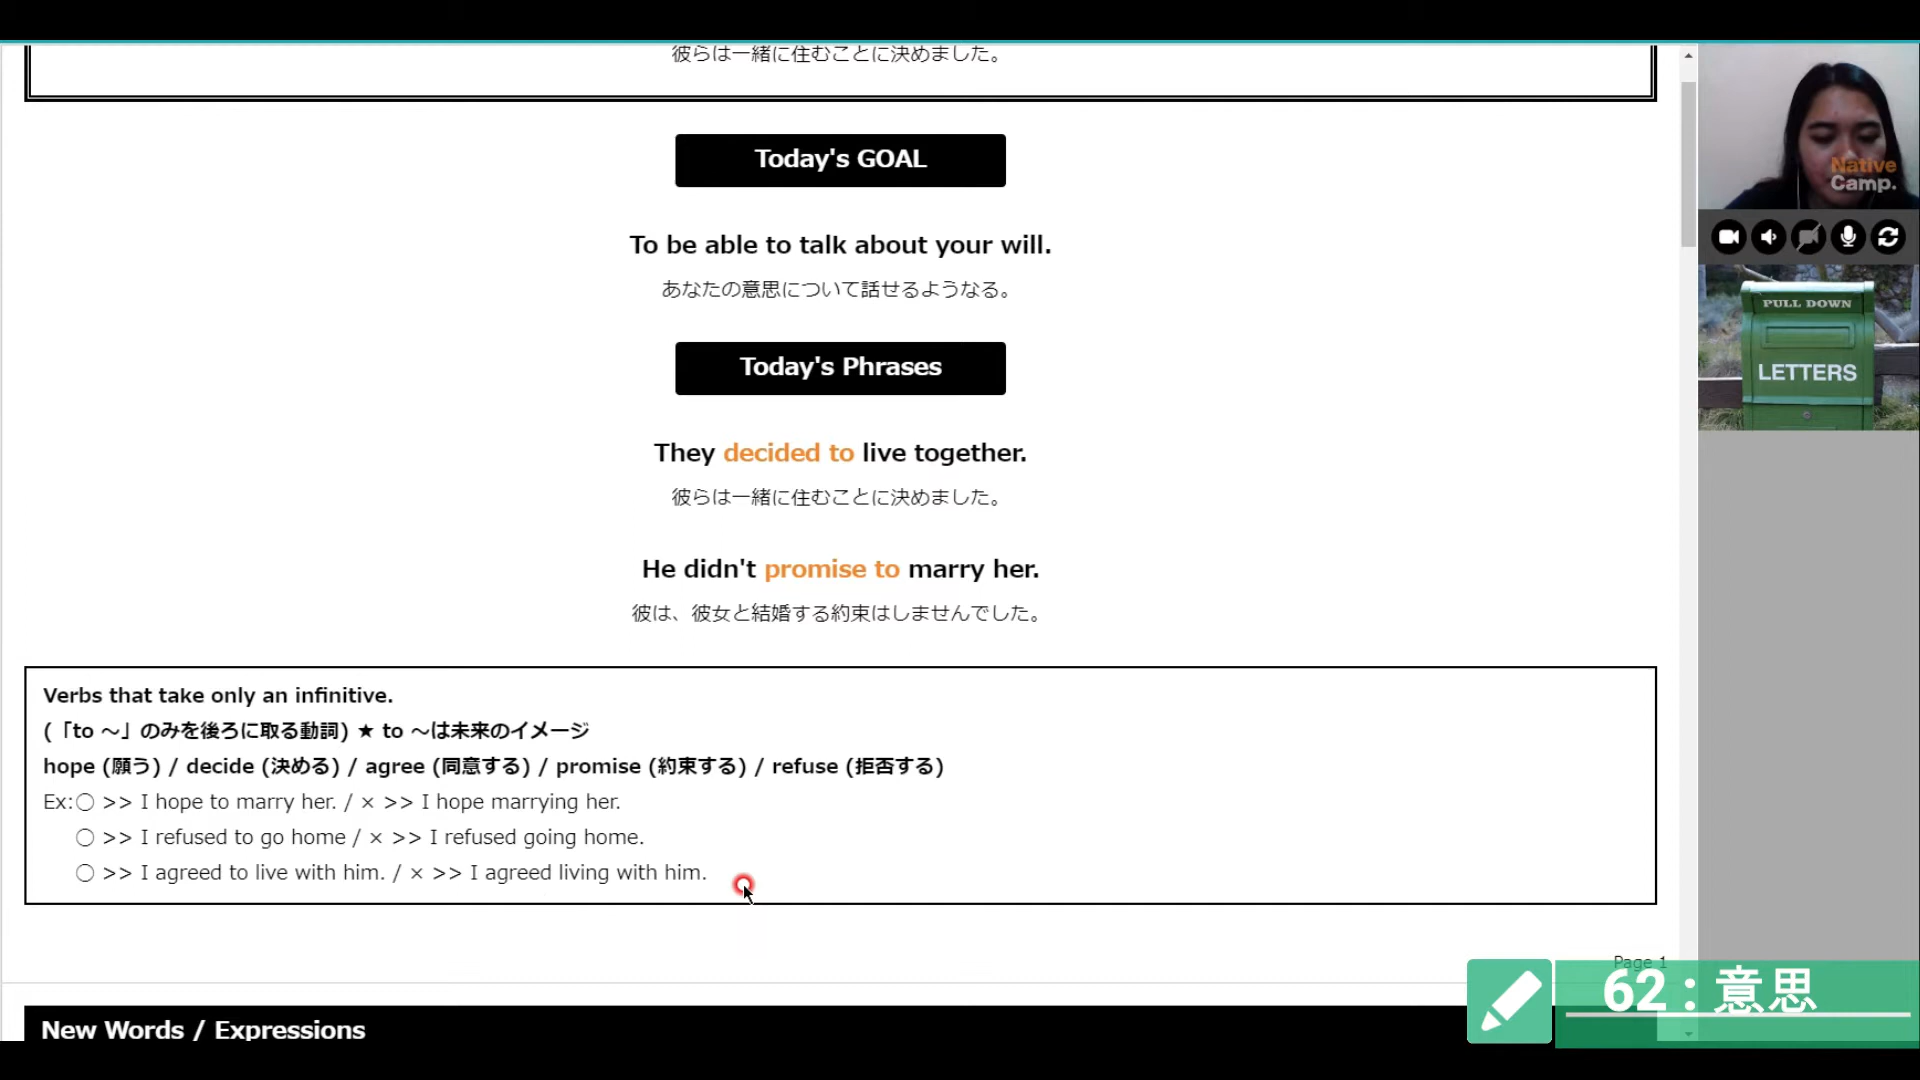 彼らは一緒に住むことに決めました。
Today's GOAL
To be able to talk about your will.
あなたの意思について話せるようなる。
Today's Phrases
They decided to live together.
彼らは一緒に住むことに決めました。
He didn't promise to marry her.
彼は、彼女と結婚する約束はしませんでした。
Verbs that take only an infinitive.
(「to ～」のみを後ろに取る動詞) ★ to ～は未来のイメージ
hope (願う) / decide (決める) / agree (同意する) / promise (約束する) / refuse (拒否する)
Ex:○ >> I hope to marry her. / × >> I hope marrying her.
○ >> I refused to go home / × >> I refused going home.
○ >> I agreed to live with him. / × >> I agreed living with him.
Page 1
New Words / Expressions
Native
Camp.
PULL DOWN
LETTERS
62：意思